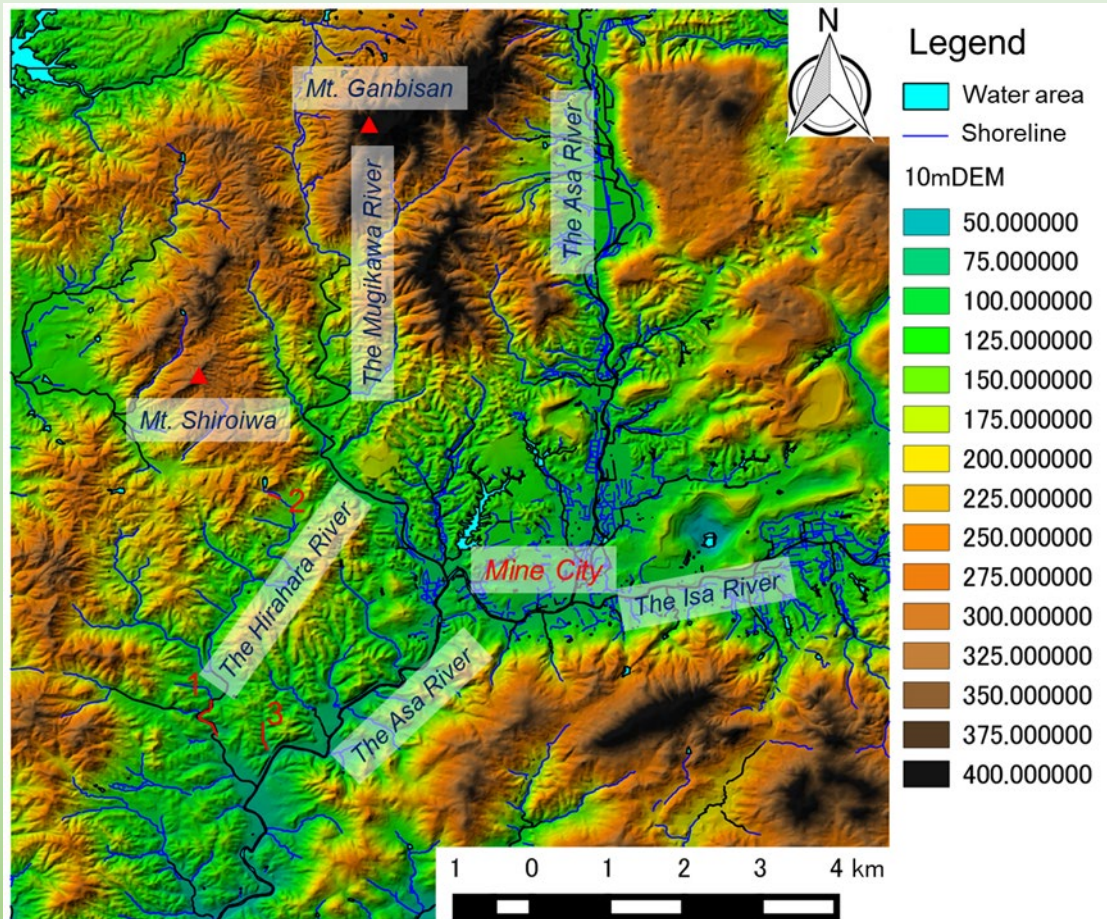 N
Legend
Water area
Shoreline
10mDEM
50.000000
75.000000
100.000000
125.000000
150.000000
175.000000
200.000000
225.000000
250.000000
275.000000
300.000000
325.000000
350.000000
375.000000
400.000000
Mt. Ganbisan
The Asa River
The Mugikawa River
Mt. Shiroiwa
2
The Hirahara River
Mine City
The Isa River
1
3
The Asa River
1 0 1 2 3 4 km